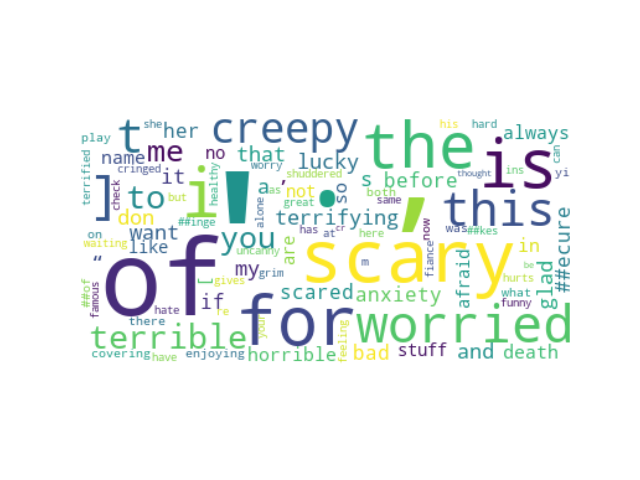 play she her creepy the his hard always
t me no that lucky is can
terrified cringed name it worry shuddered so before thought ins yi
check healthy a , s both same
] to i ! . , this
don ##inge alone as great not terrifying here now was ##kes in
on want you are has at cr fiance ##ecure
waiting like uncanny scary afraid glad be
“ of my grim m hurts
##of famous hate [ gives scared anxiety what funny
but if re your for worried
terrible there feeling
covering have enjoying horrible bad stuff and death